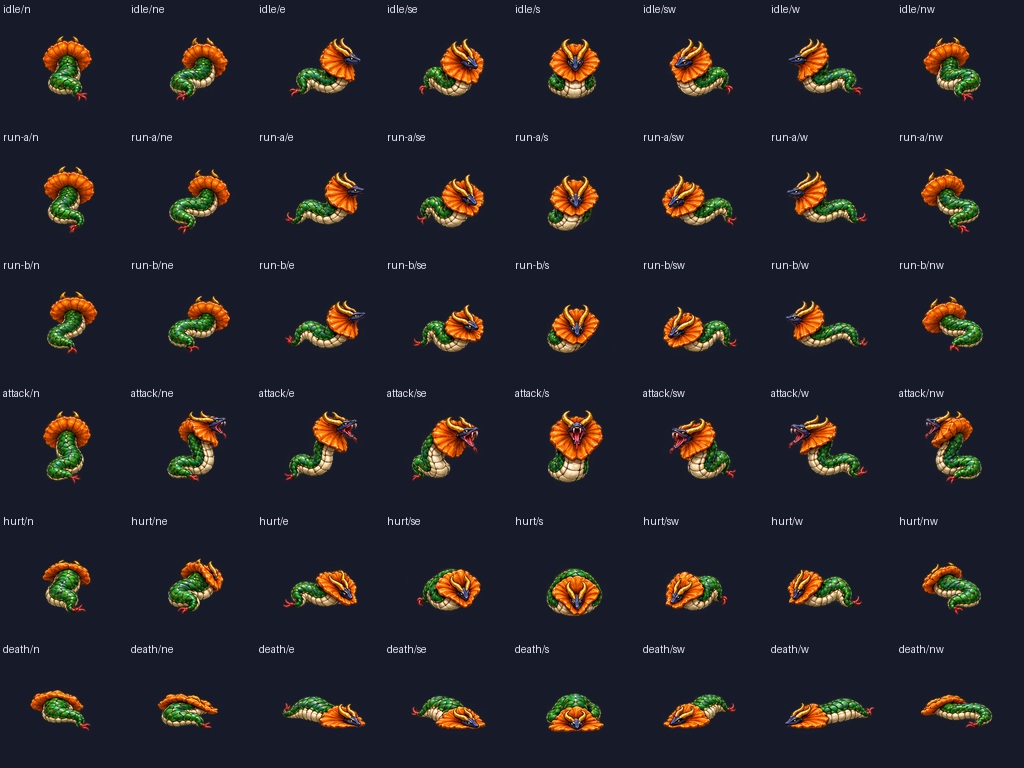 idle/n idle/ne idle/e idle/se idle/s idle/sw idle/w idle/nw
run-a/n run-a/ne run-a/e run-a/se run-a/s run-a/sw run-a/w run-a/nw
run-b/n run-b/ne run-b/e run-b/se run-b/s run-b/sw run-b/w run-b/nw
attack/n attack/ne attack/e attack/se attack/s attack/sw attack/w attack/nw
hurt/n hurt/ne hurt/e hurt/se hurt/s hurt/sw hurt/w hurt/nw
death/n death/ne death/e death/se death/s death/sw death/w death/nw